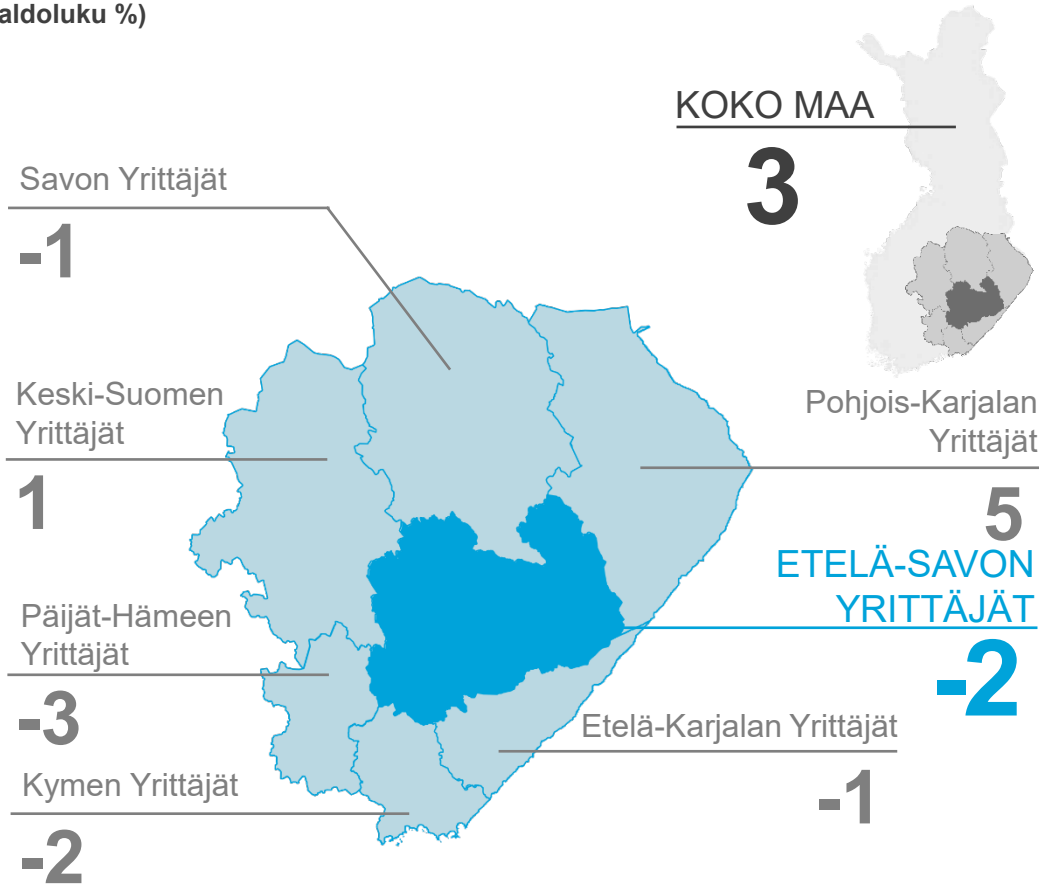 aldoluku %)
KOKO MAA
3
Savon Yrittäjät
-1
Keski-Suomen
Yrittäjät
1
Pohjois-Karjalan
Yrittäjät
5
ETELÄ-SAVON
YRITTÄJÄT
-2
Päijät-Hämeen
Yrittäjät
-3
Etelä-Karjalan Yrittäjät
-1
Kymen Yrittäjät
-2